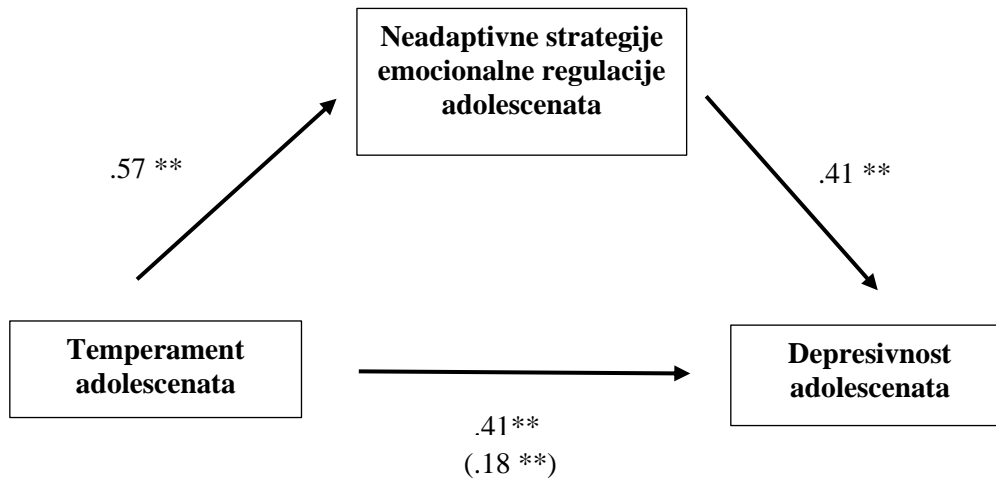 Neadaptivne strategije
emocionalne regulacije
adolescenata
.57 **
.41 **
Temperament
adolescenata
Depresivnost
adolescenata
.41**
(.18 **)